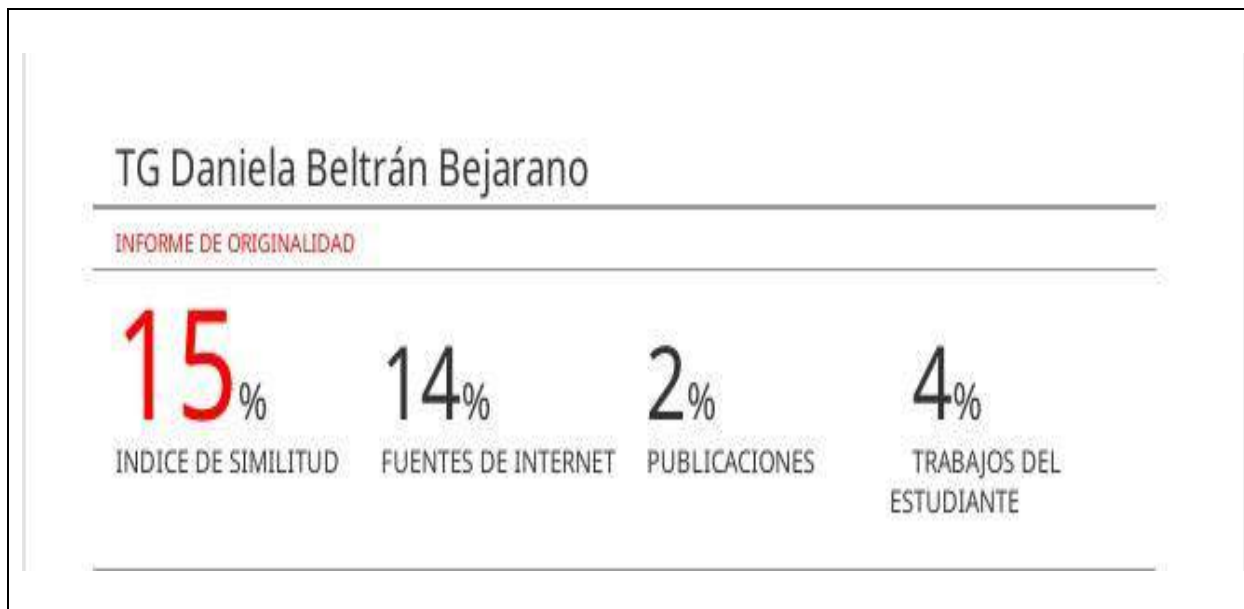 TG Daniela Beltrán Bejarano
INFORME DE ORIGINALIDAD
15% 14% 2% 4%
INDICE DE SIMILITUD FUENTES DE INTERNET PUBLICACIONES TRABAJOS DEL
ESTUDIANTE